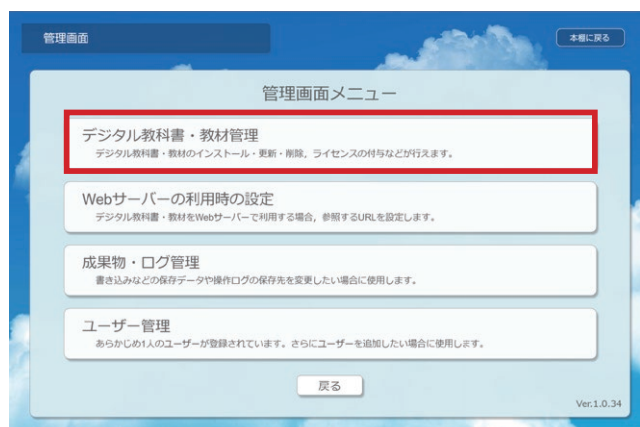 管理画面
本棚に戻る
管理画面メニュー
デジタル教科書・教材管理
デジタル教科書・教材のインストール・更新・削除，ライセンスの付与などが行えます。
Webサーバーの利用時の設定
デジタル教科書・教材をWebサーバーで利用する場合，参照するURLを設定します。
成果物・ログ管理
書き込みなどの保存データや操作ログの保存先を変更したい場合に使用します。
ユーザー管理
あらかじめ1人のユーザーが登録されています。さらにユーザーを追加したい場合に使用します。
戻る
Ver.1.0.34